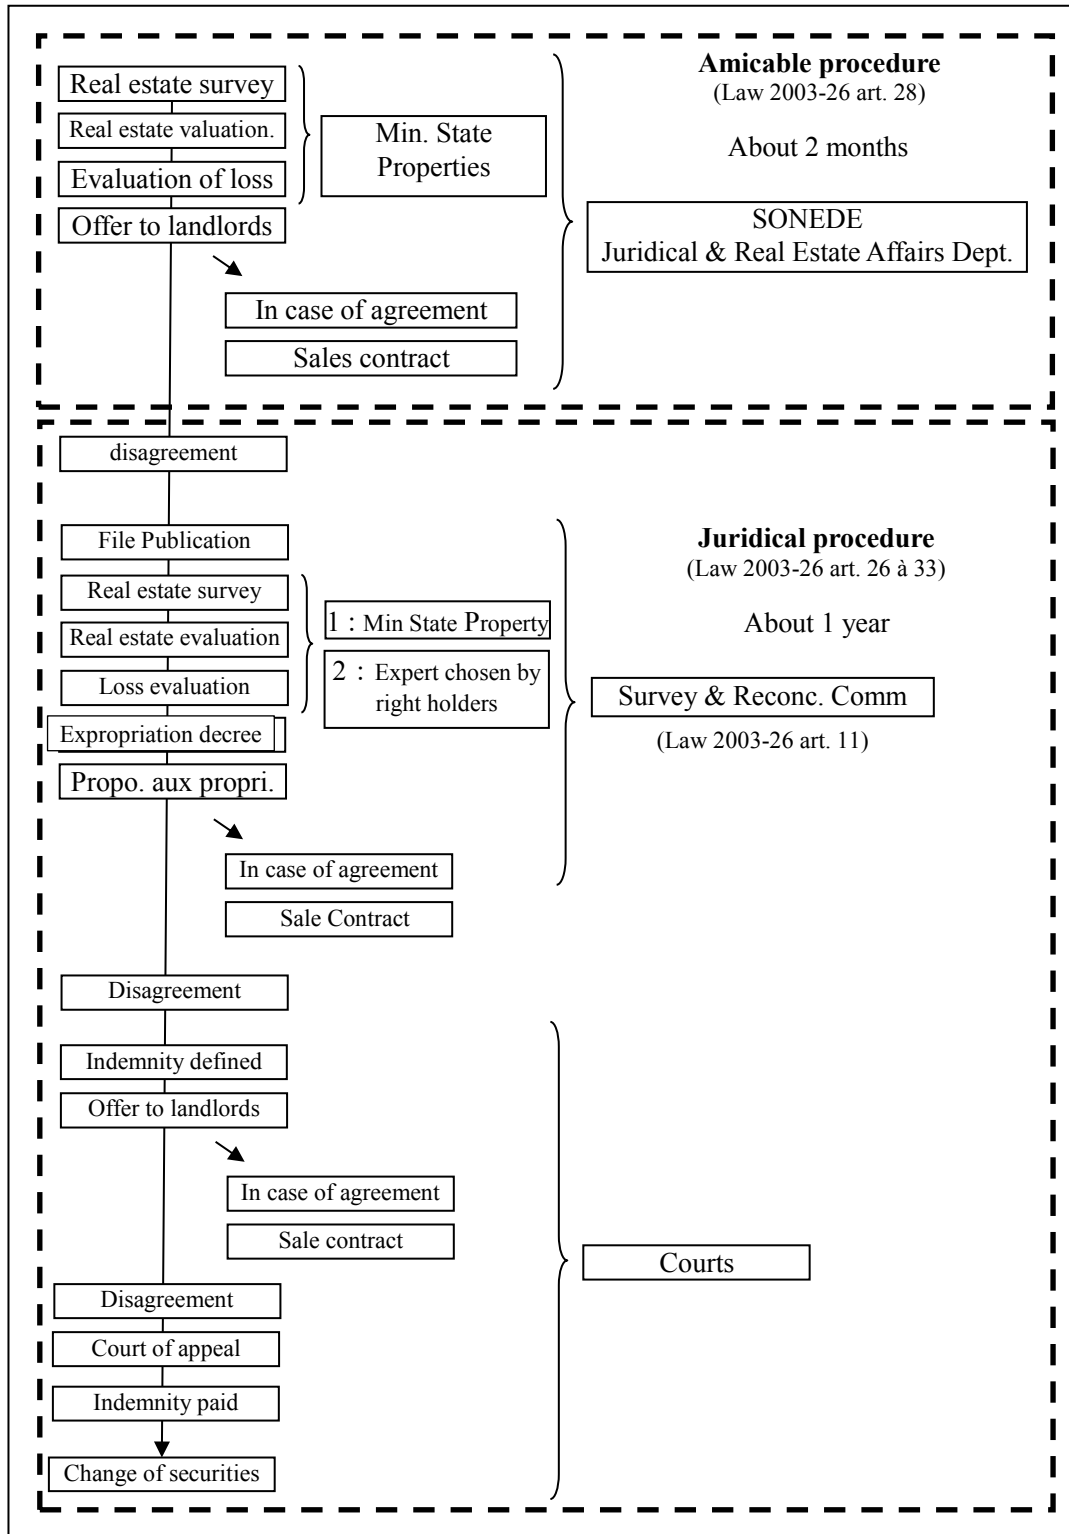 Real estate survey
Real estate valuation.
Evaluation of loss
Offer to landlords
Min. State
Properties
In case of agreement
Sales contract
Amicable procedure
(Law 2003-26 art. 28)
About 2 months
SONEDE
Juridical & Real Estate Affairs Dept.
disagreement
File Publication
Real estate survey
Real estate evaluation
Loss evaluation
Expropriation decree
Propo. aux propri.
1 : Min State Property
2 : Expert chosen by
right holders
In case of agreement
Sale Contract
Juridical procedure
(Law 2003-26 art. 26 à 33)
About 1 year
Survey & Reconc. Comm
(Law 2003-26 art. 11)
Disagreement
Indemnity defined
Offer to landlords
In case of agreement
Sale contract
Courts
Disagreement
Court of appeal
Indemnity paid
Change of securities